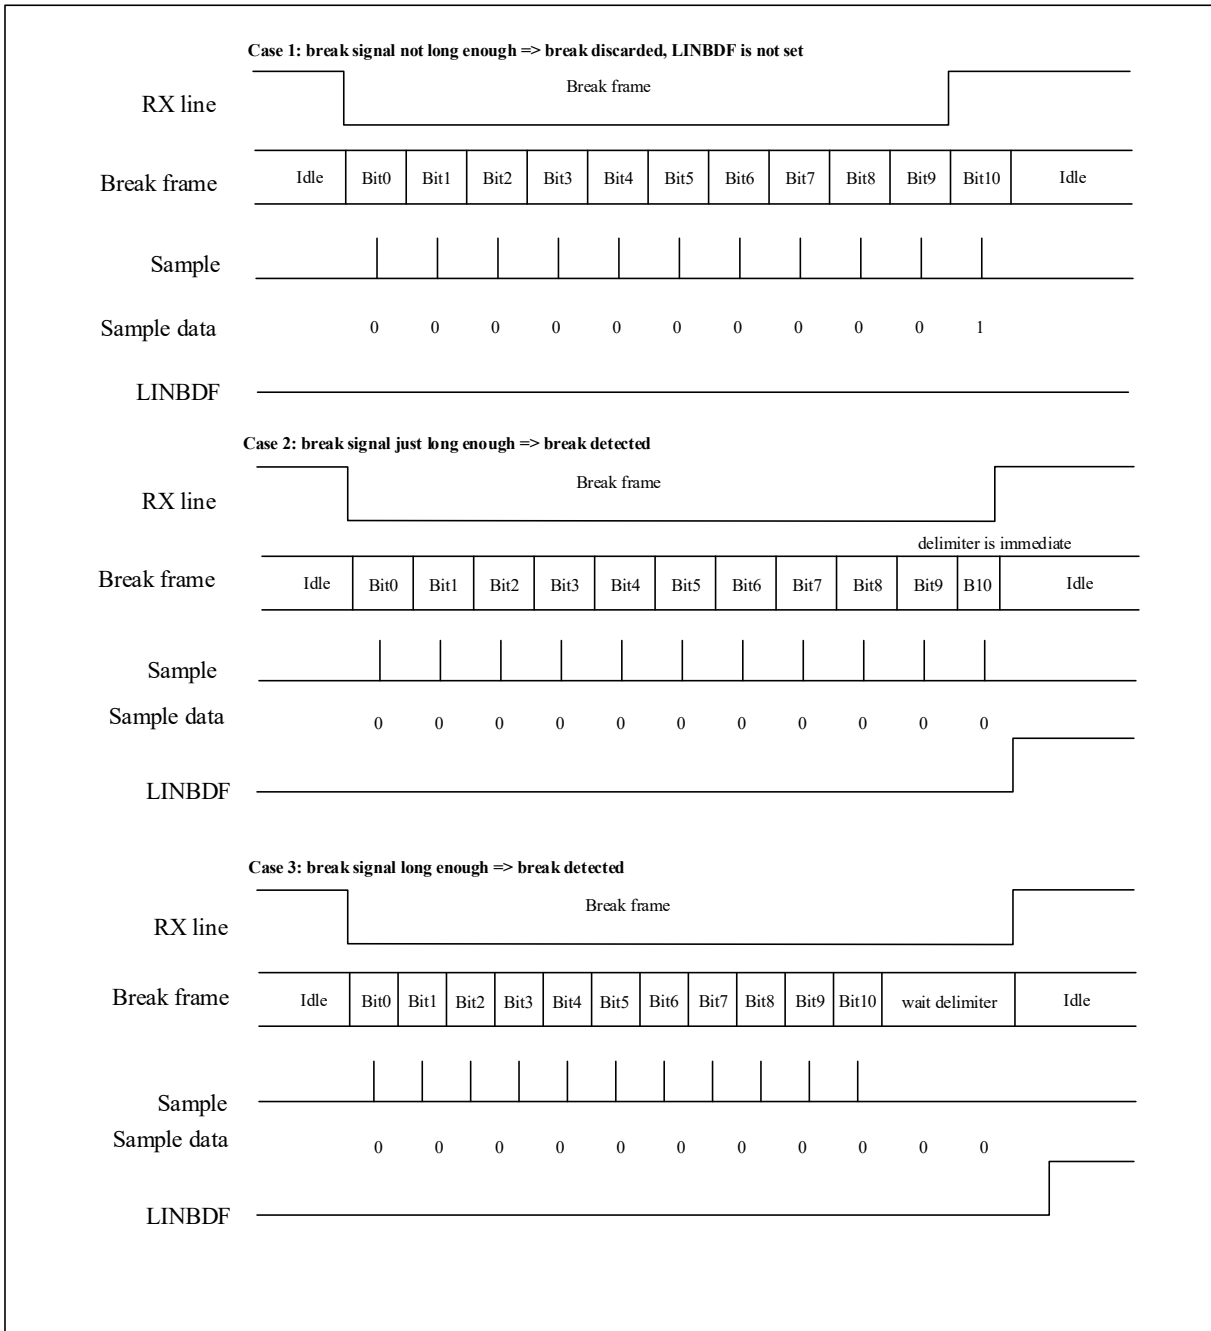 Case 1: break signal not long enough => break discarded, LINBDF is not set
RX line
Break frame
Break frame Idle Bit0 Bit1 Bit2 Bit3 Bit4 Bit5 Bit6 Bit7 Bit8 Bit9 Bit10 Idle
Sample
Sample data 0 0 0 0 0 0 0 0 0 0 1
LINBDF
Case 2: break signal just long enough => break detected
Break frame
RX line
delimiter is immediate
Break frame Idle Bit0 Bit1 Bit2 Bit3 Bit4 Bit5 Bit6 Bit7 Bit8 Bit9 B10 Idle
Sample
Sample data 0 0 0 0 0 0 0 0 0 0 0
LINBDF
Case 3: break signal long enough => break detected
Break frame
RX line
Break frame Idle Bit0 Bit1 Bit2 Bit3 Bit4 Bit5 Bit6 Bit7 Bit8 Bit9 Bit10 wait delimiter Idle
Sample
Sample data 0 0 0 0 0 0 0 0 0 0 0
LINBDF